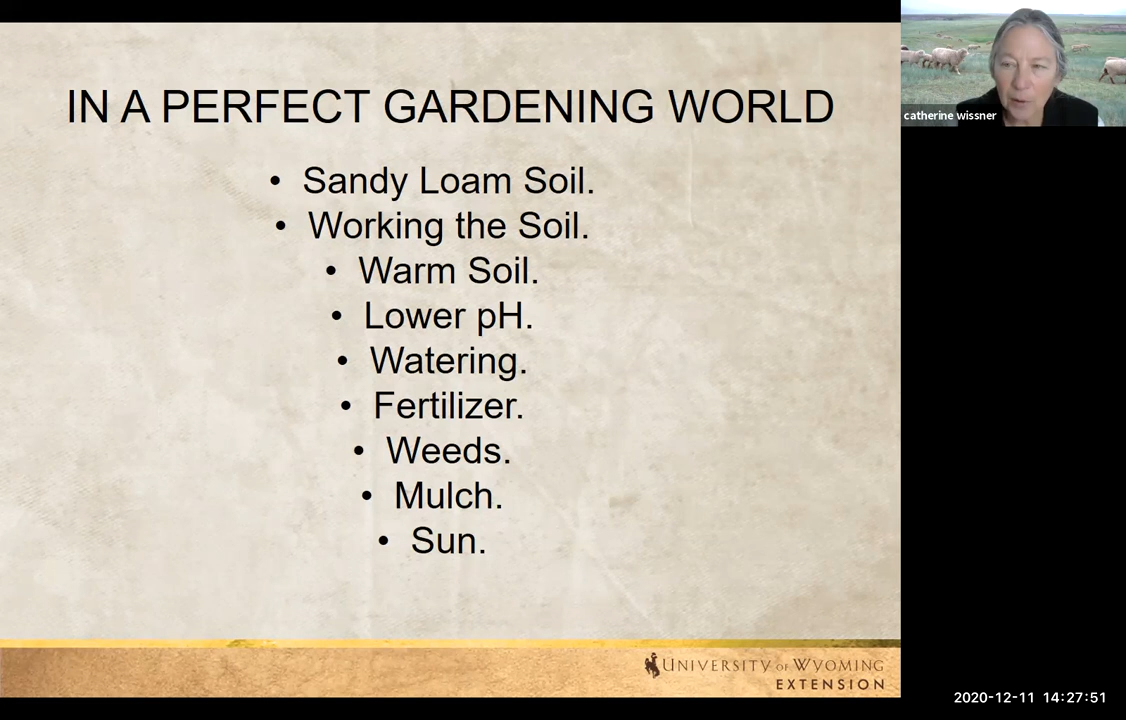 IN A PERFECT GARDENING WORLD
• Sandy Loam Soil.
• Working the Soil.
• Warm Soil.
• Lower pH.
• Watering.
• Fertilizer.
• Weeds.
• Mulch.
• Sun.
catherine wissner
UNIVERSITY OF WYOMING
EXTENSION
2020-12-11 14:27:51